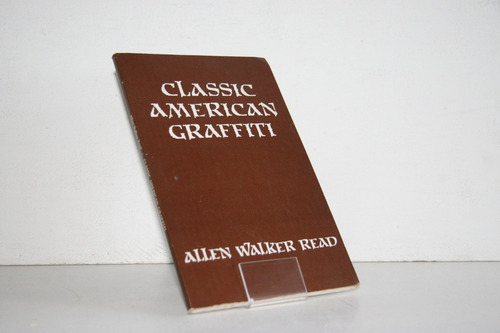 CLASSIC
AMERICAN
GRAFFITI
ALLEN WALKER READ